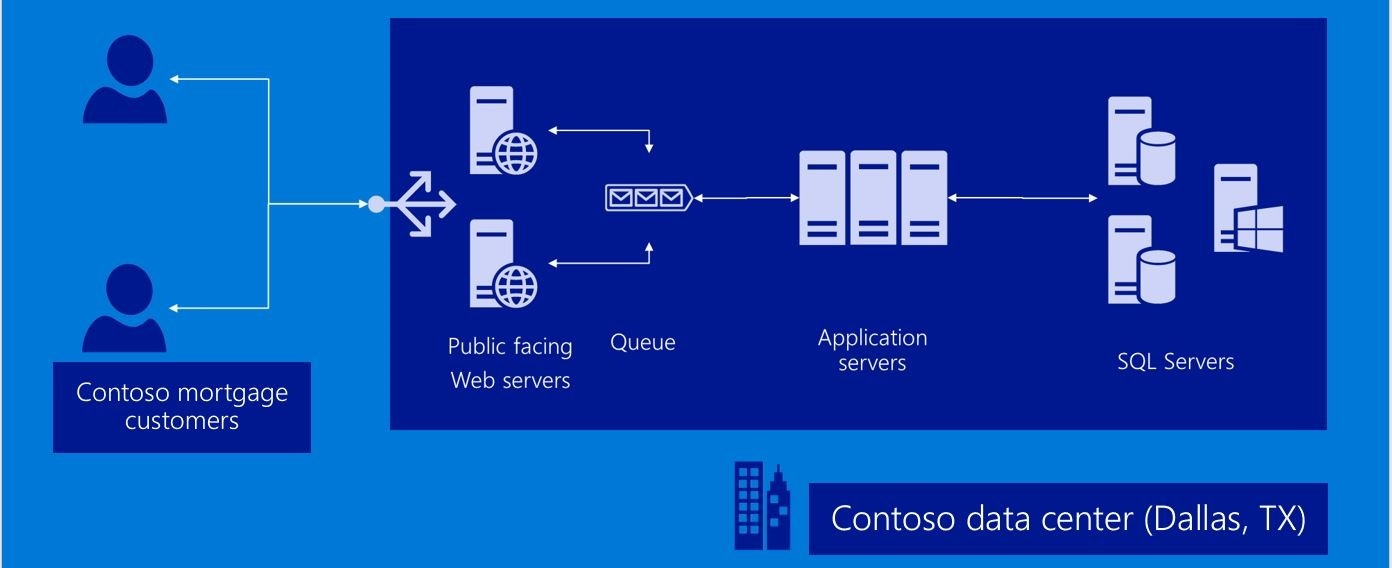 Public facing
Web servers
Queue
Application
servers
SQL Servers
Contoso mortgage
customers
Contoso data center (Dallas, TX)